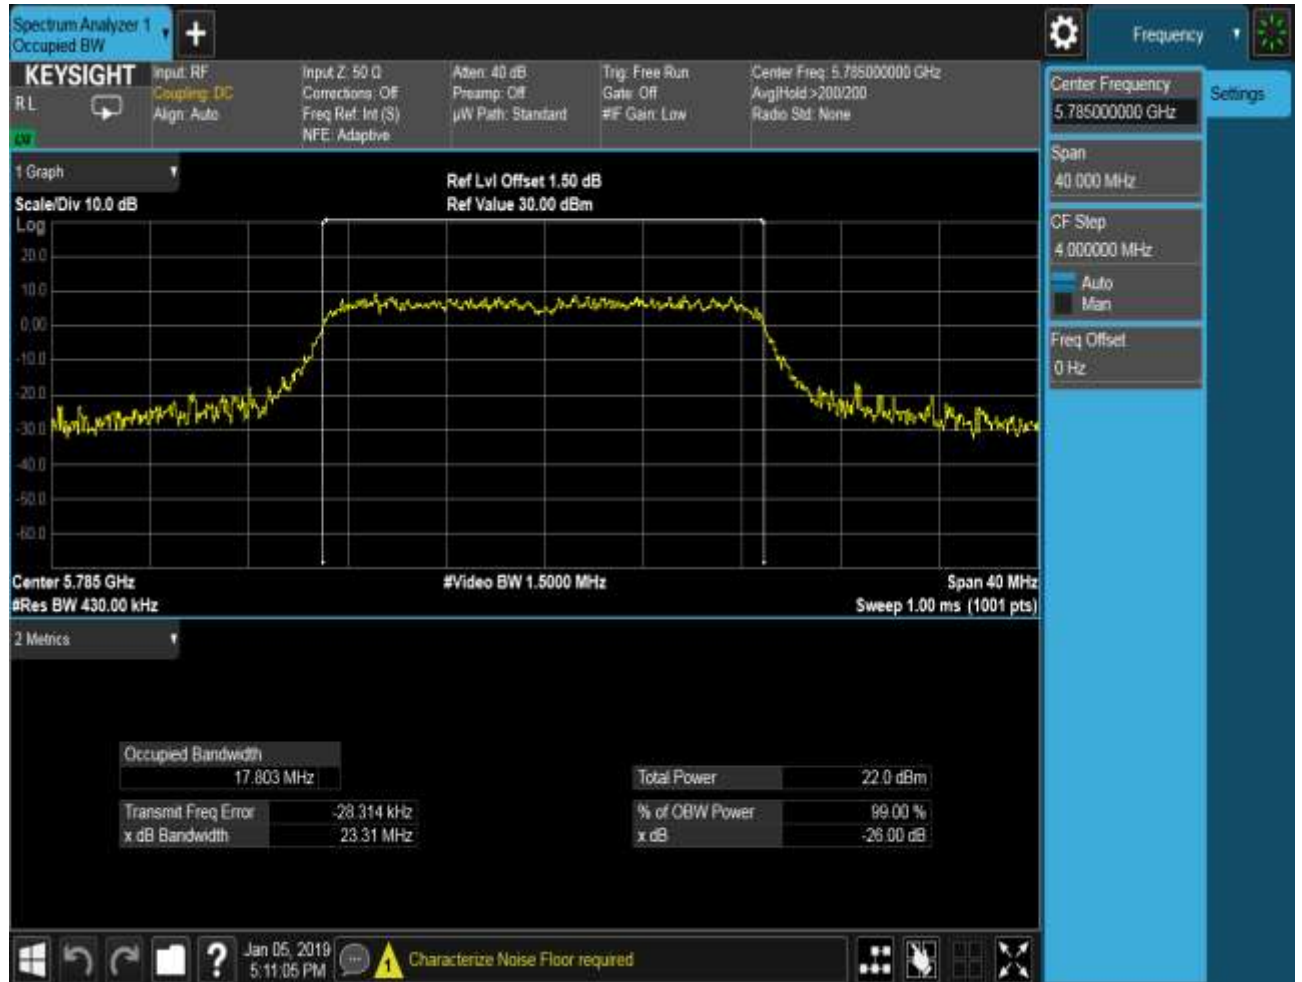 Spectrum Analyzer 1
Occupied BW
+
Frequency
KEYSIGHT
RL
Input: RF
Coupling: DC
Align: Auto
Input Z: 50 Ω
Corrections: Off
Freq Ref: Int (S)
NFE: Adaptive
Atten: 40 dB
Preamp: Off
µW Path: Standard
Trig: Free Run
Gate: Off
#IF Gain: Low
Center Freq: 5.785000000 GHz
Avg|Hold:>200/200
Radio Std: None
Center Frequency
5.785000000 GHz
Settings
Span
40.000 MHz
CF Step
4.000000 MHz
Auto
Man
Freq Offset
0 Hz
1 Graph
Scale/Div 10.0 dB
Ref Lvl Offset 1.50 dB
Ref Value 30.00 dBm
Log
20.0
10.0
0.00
-10.0
-20.0
-30.0
-40.0
-50.0
-60.0
Center 5.785 GHz
#Video BW 1.5000 MHz
Span 40 MHz
#Res BW 430.00 kHz
Sweep 1.00 ms (1001 pts)
2 Metrics
Occupied Bandwidth
17.803 MHz
Total Power 22.0 dBm
Transmit Freq Error -28.314 kHz
% of OBW Power 99.00 %
x dB Bandwidth 23.31 MHz
x dB -26.00 dB
?
Jan 05, 2019
5:11:05 PM
1
Characterize Noise Floor required